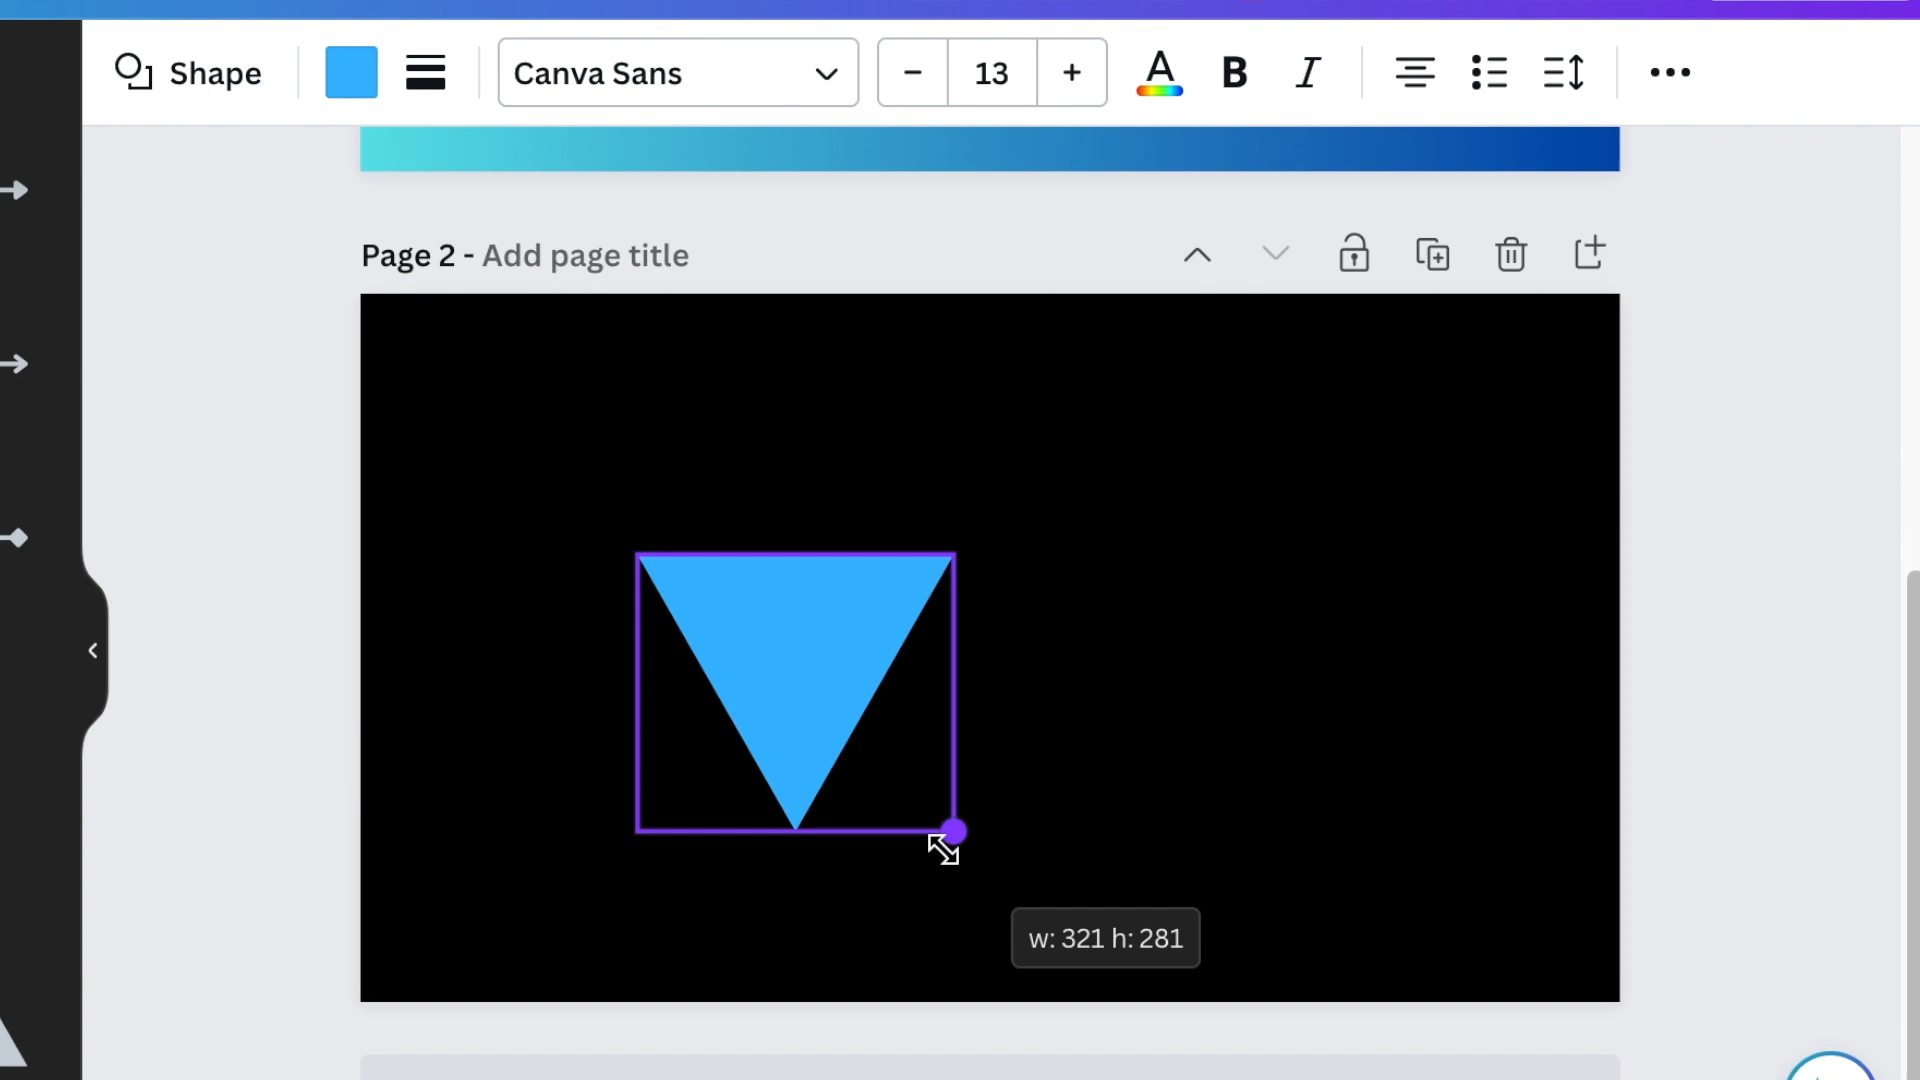 Shape
Canva Sans
− 13 +
A B I
Page 2 - Add page title
w: 321 h: 281